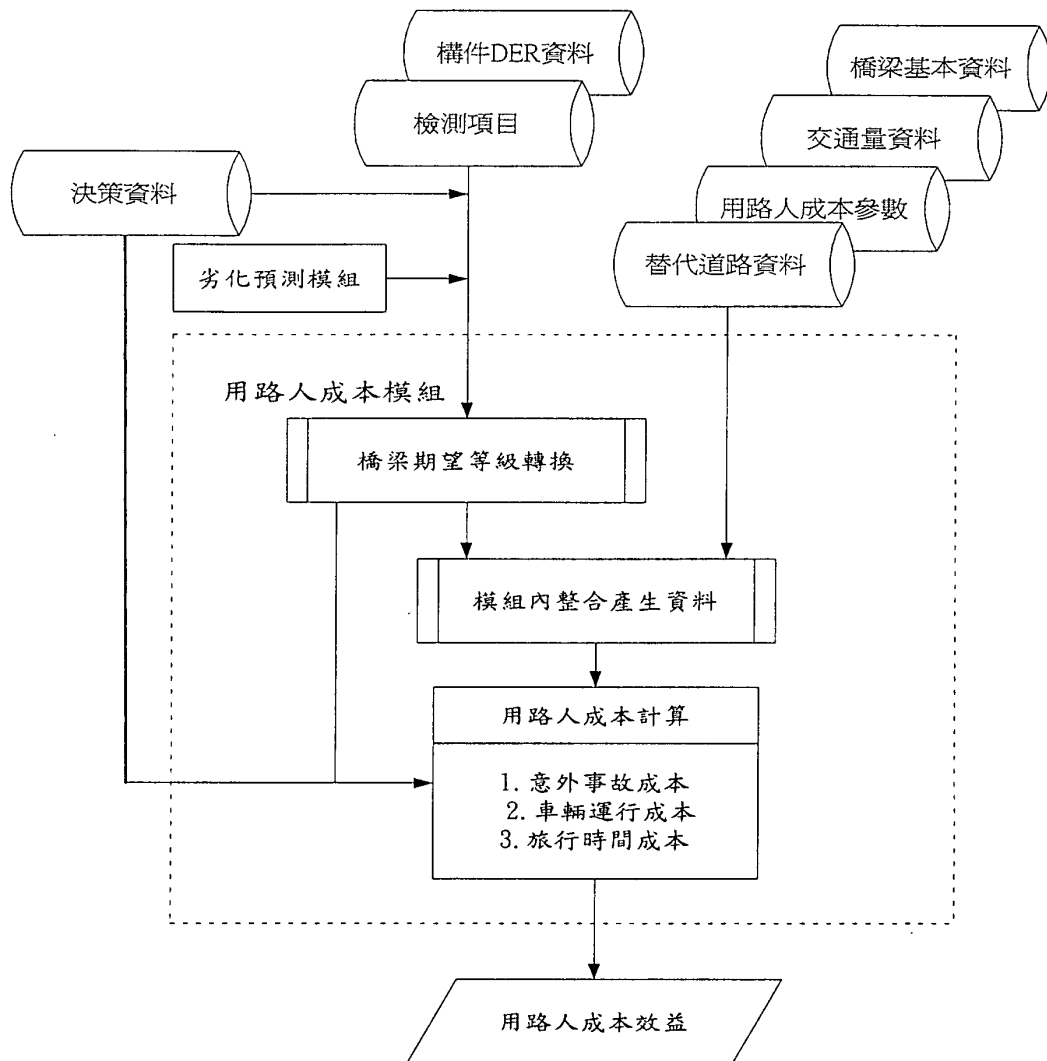 構件DER資料
檢測項目
橋梁基本資料
交通量資料
用路人成本參數
替代道路資料
決策資料
劣化預測模組
用路人成本模組
橋梁期望等級轉換
模組內整合產生資料
用路人成本計算
1. 意外事故成本
2. 車輛運行成本
3. 旅行時間成本
用路人成本效益